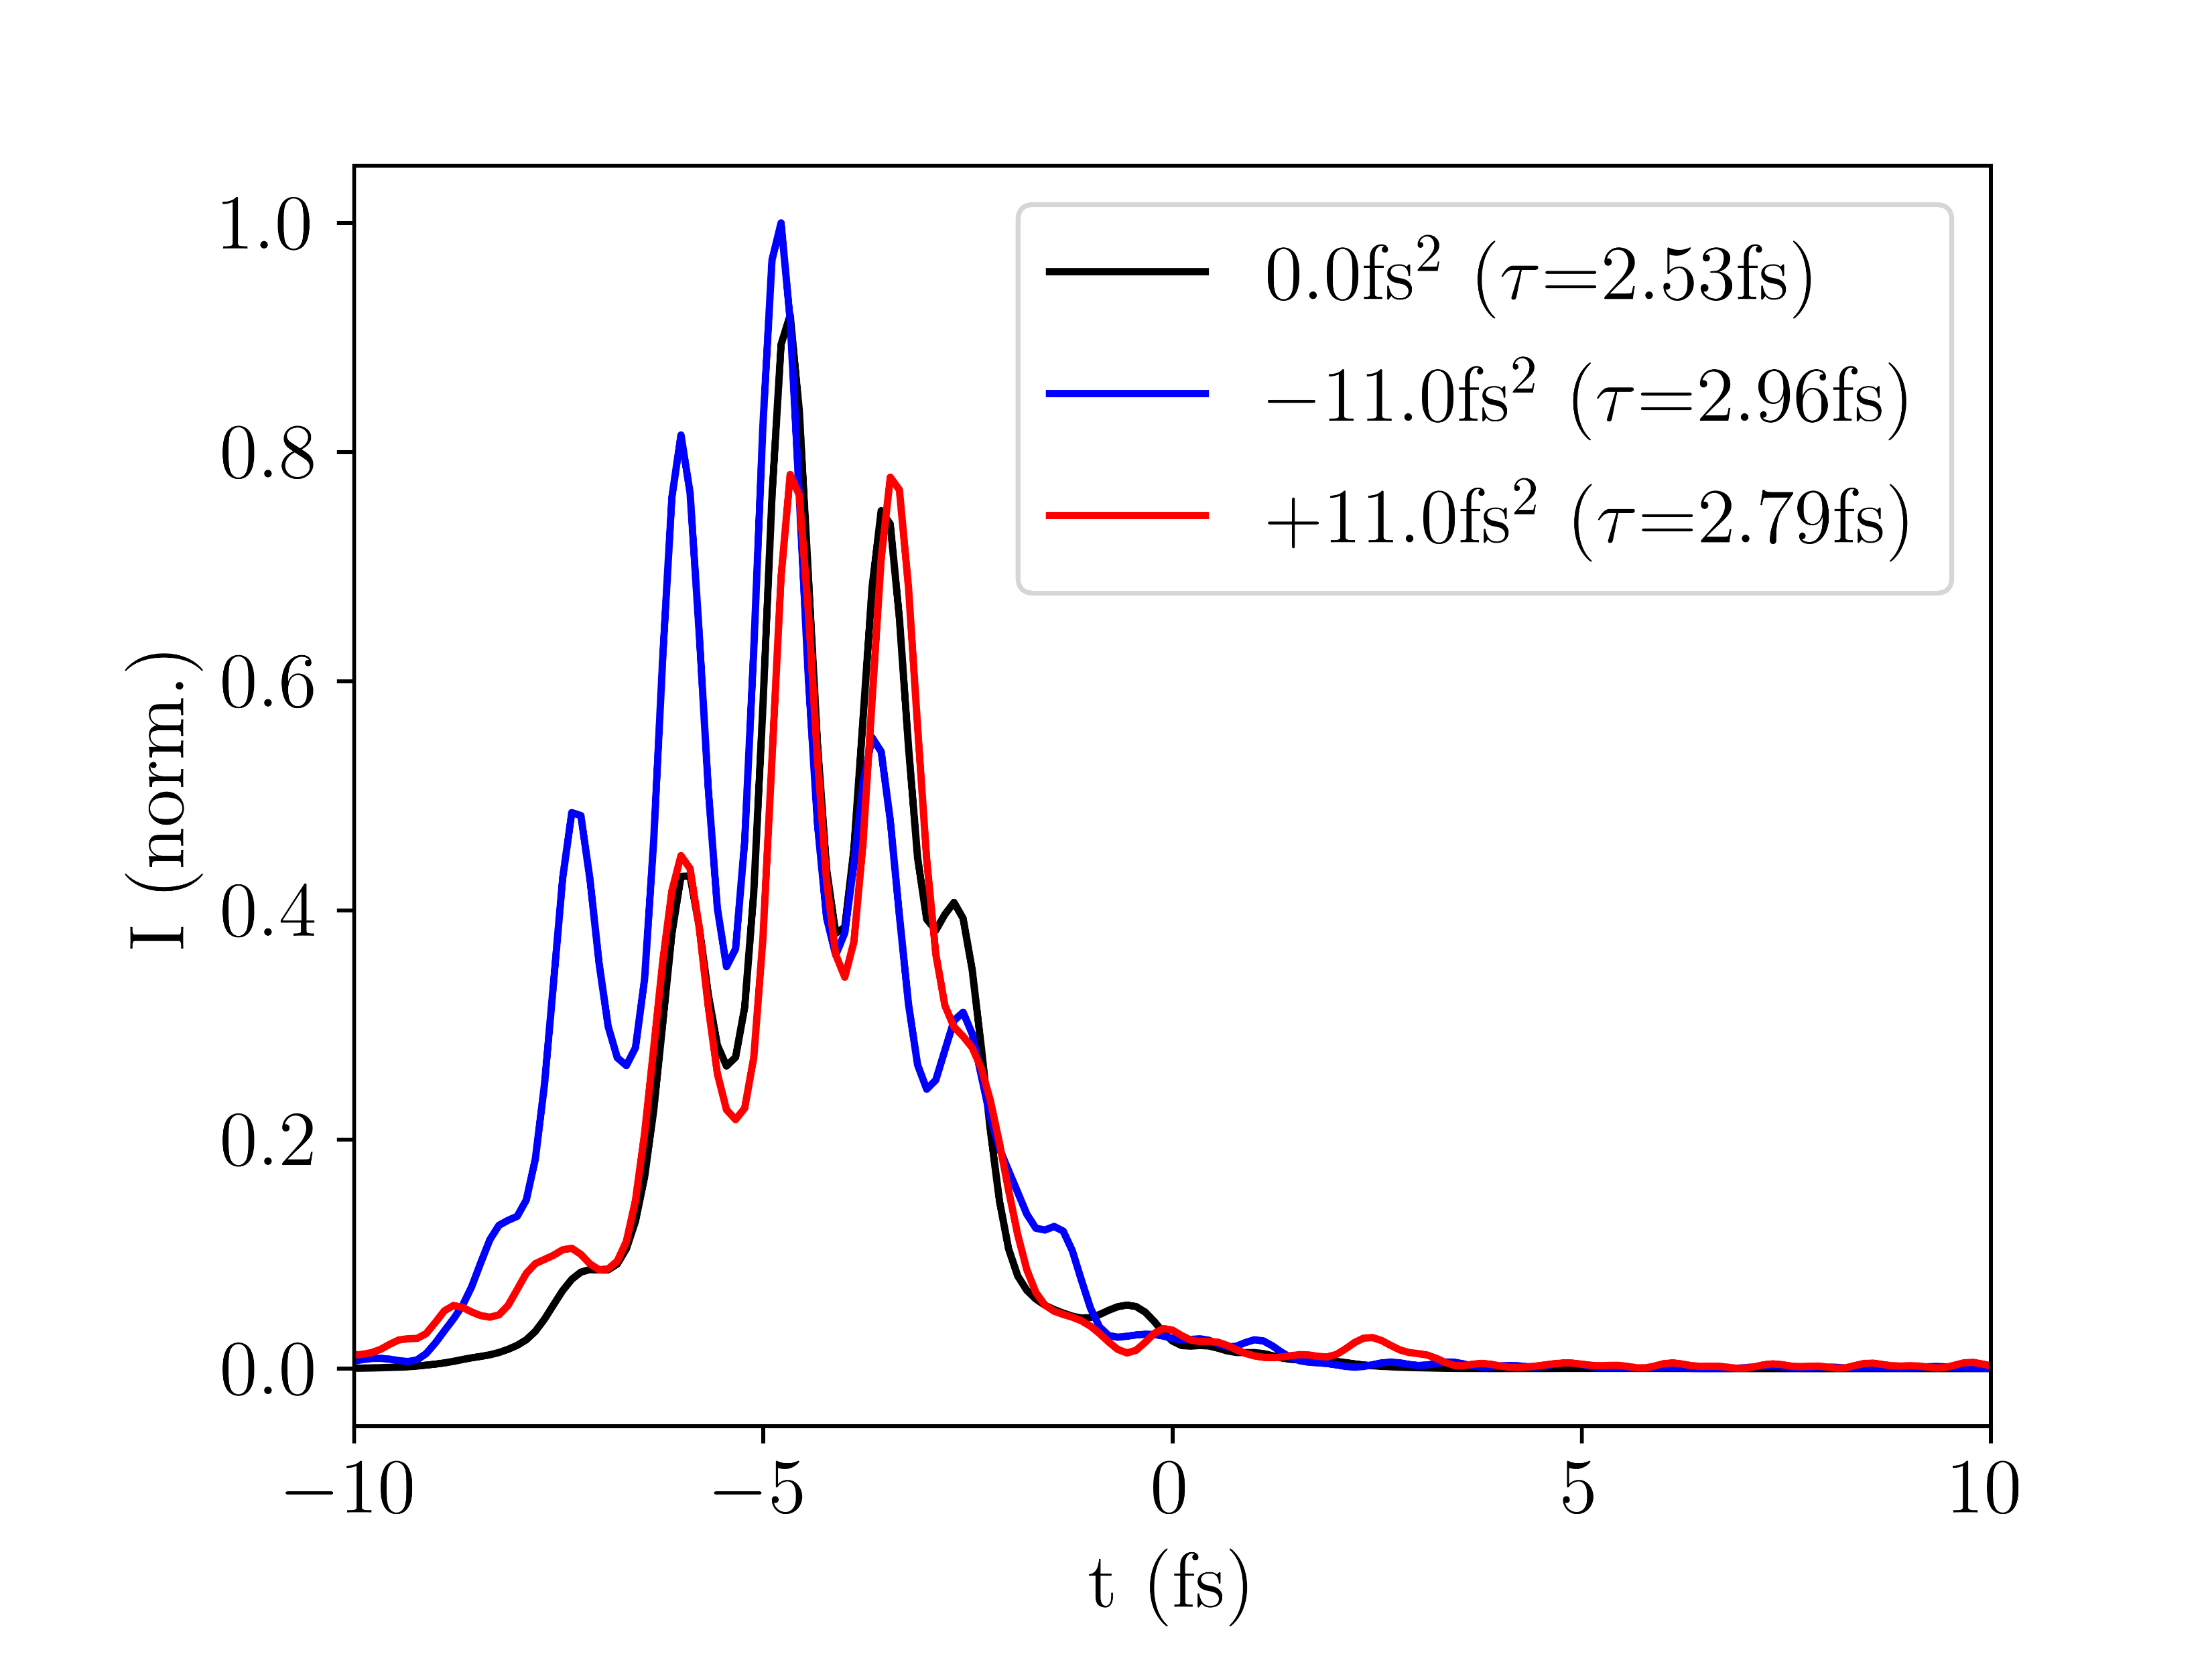 1.0
0.8
0.6
0.4
0.2
0.0
I (norm.)
0.0fs² (τ=2.53fs)
−11.0fs² (τ=2.96fs)
+11.0fs² (τ=2.79fs)
−10
−5
0
5
10
t (fs)